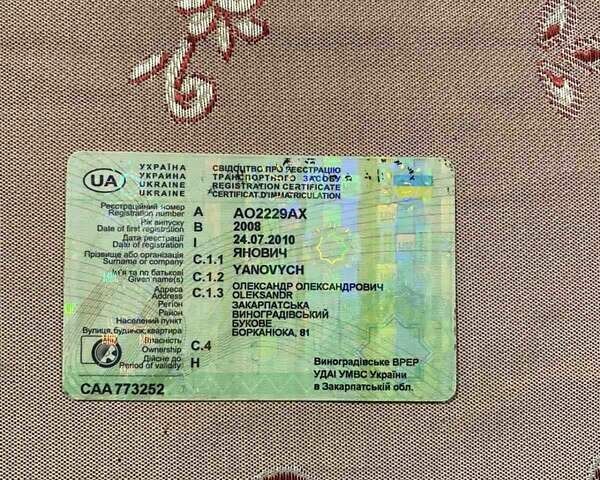 UA
УКРАЇНА
УКРАИНА
UKRAINE
UKRAINE
СВІДОЦТВО ПРО РЕЄСТРАЦІЮ
ТРАНСПОРТНОГО ЗАСОБУ
REGISTRATION CERTIFICATE
CERTIFICAT D'IMMATRICULATION
Реєстраційний номер
Registration number A AO2229AX
Рік випуску
Date of first registration B 2008
Дата реєстрації
Date of registration I 24.07.2010
Прізвище або організація ЯНОВИЧ
Surname or company C.1.1
Ім'я та по батькові YANOVYCH
Given name(s) C.1.2
Адреса ОЛЕКСАНДР ОЛЕКСАНДРОВИЧ
Address C.1.3 OLEKSANDR
Регіон ЗАКАРПАТСЬКА
Район ВИНОГРАДІВСЬКИЙ
Населений пункт БУКОВЕ
Вулиця, будинок, квартира БОРКАНЮКА, 81
Власність
Ownership C.4
Дійсне до
Period of validity H
Виноградівське ВРЕР
УДАІ УМВС України
в Закарпатській обл.
САА773252